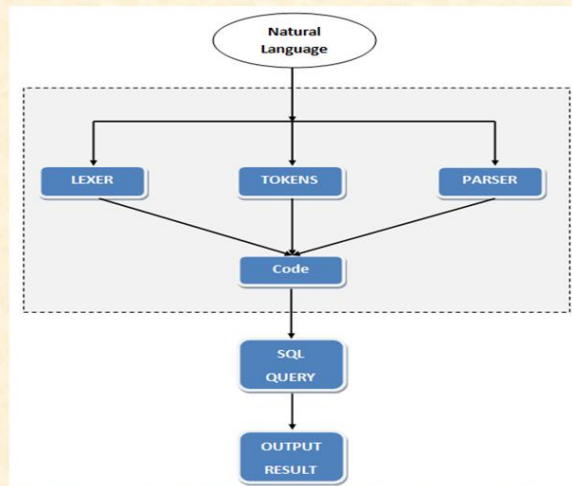 Natural
Language
LEXER
TOKENS
PARSER
Code
SQL
QUERY
OUTPUT
RESULT